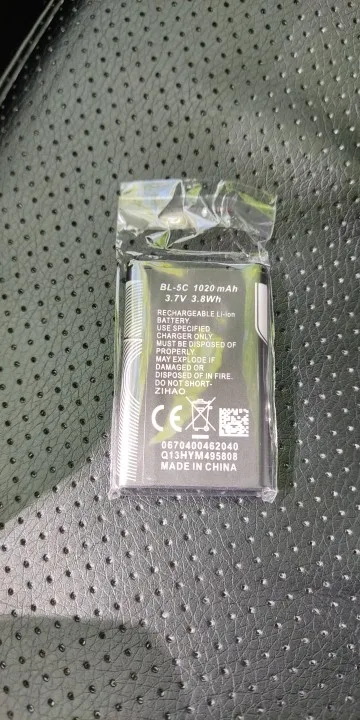 BL-5C 1020 mAh
3.7V 3.8Wh
RECHARGEABLE Li-ion
BATTERY.
USE SPECIFIED
CHARGER ONLY.
MUST BE DISPOSED OF
PROPERLY.
MAY EXPLODE IF
DAMAGED OR
DISPOSED OF IN FIRE.
DO NOT SHORT-
ZIHAO
CE
0670400462040
Q13HYM495808
MADE IN CHINA